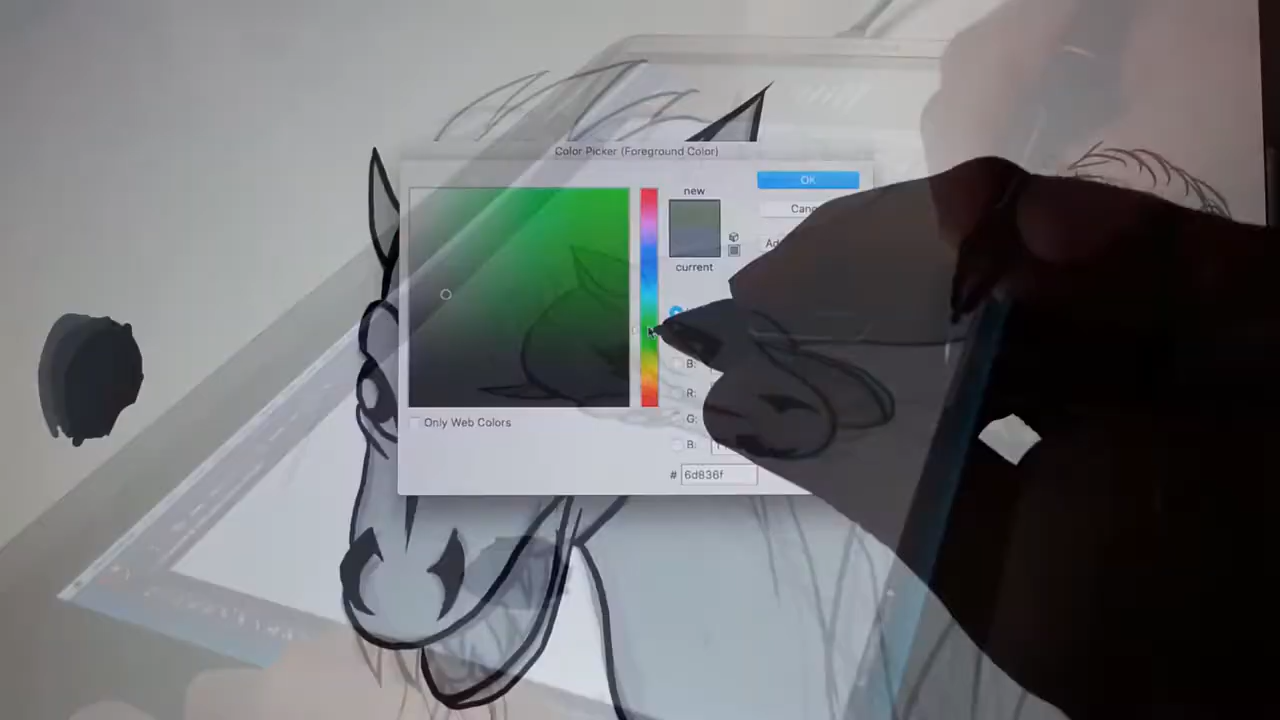 Color Picker (Foreground Color)
OK
new
current
B:
R:
G:
B:
Only Web Colors
# 6d836f